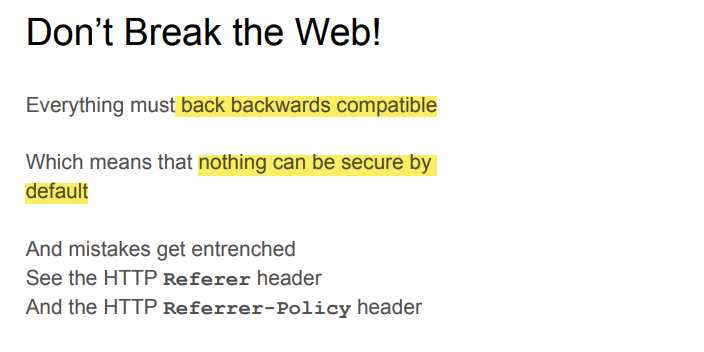 Don’t Break the Web!
Everything must back backwards compatible
Which means that nothing can be secure by
default
And mistakes get entrenched
See the HTTP Referer header
And the HTTP Referrer-Policy header